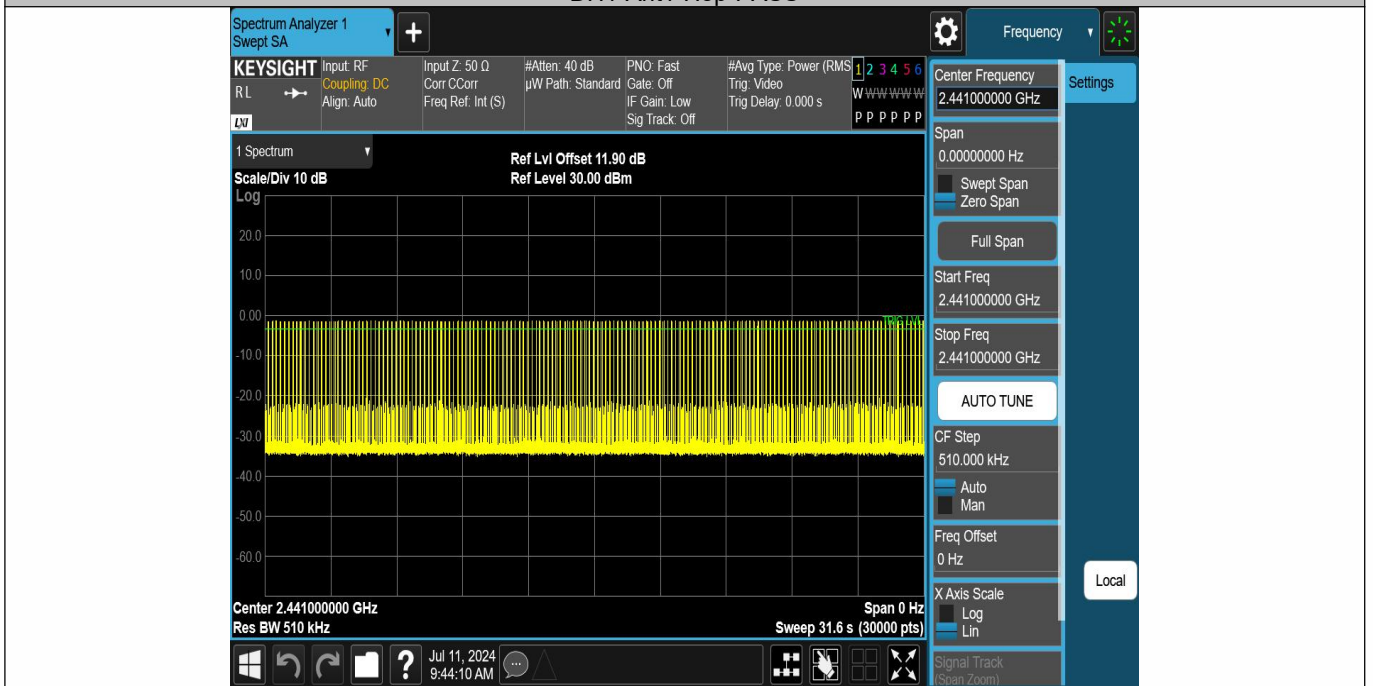 Spectrum Analyzer 1
Swept SA
Frequency
KEYSIGHT
RL
LXI
Input: RF
Coupling: DC
Align: Auto
Input Z: 50 Ω
Corr CCorr
Freq Ref: Int (S)
#Atten: 40 dB
µW Path: Standard
PNO: Fast
Gate: Off
IF Gain: Low
Sig Track: Off
#Avg Type: Power (RMS
Trig: Video
Trig Delay: 0.000 s
1 2 3 4 5 6
W W W W W W
P P P P P P
1 Spectrum
Scale/Div 10 dB
Log
Ref Lvl Offset 11.90 dB
Ref Level 30.00 dBm
20.0
10.0
0.00
TRIG LVL
-10.0
-20.0
-30.0
-40.0
-50.0
-60.0
Center 2.441000000 GHz
Res BW 510 kHz
Span 0 Hz
Sweep 31.6 s (30000 pts)
Jul 11, 2024
9:44:10 AM
Center Frequency
2.441000000 GHz
Settings
Span
0.00000000 Hz
Swept Span
Zero Span
Full Span
Start Freq
2.441000000 GHz
Stop Freq
2.441000000 GHz
AUTO TUNE
CF Step
510.000 kHz
Auto
Man
Freq Offset
0 Hz
Local
X Axis Scale
Log
Lin
Signal Track
(Span Zoom)